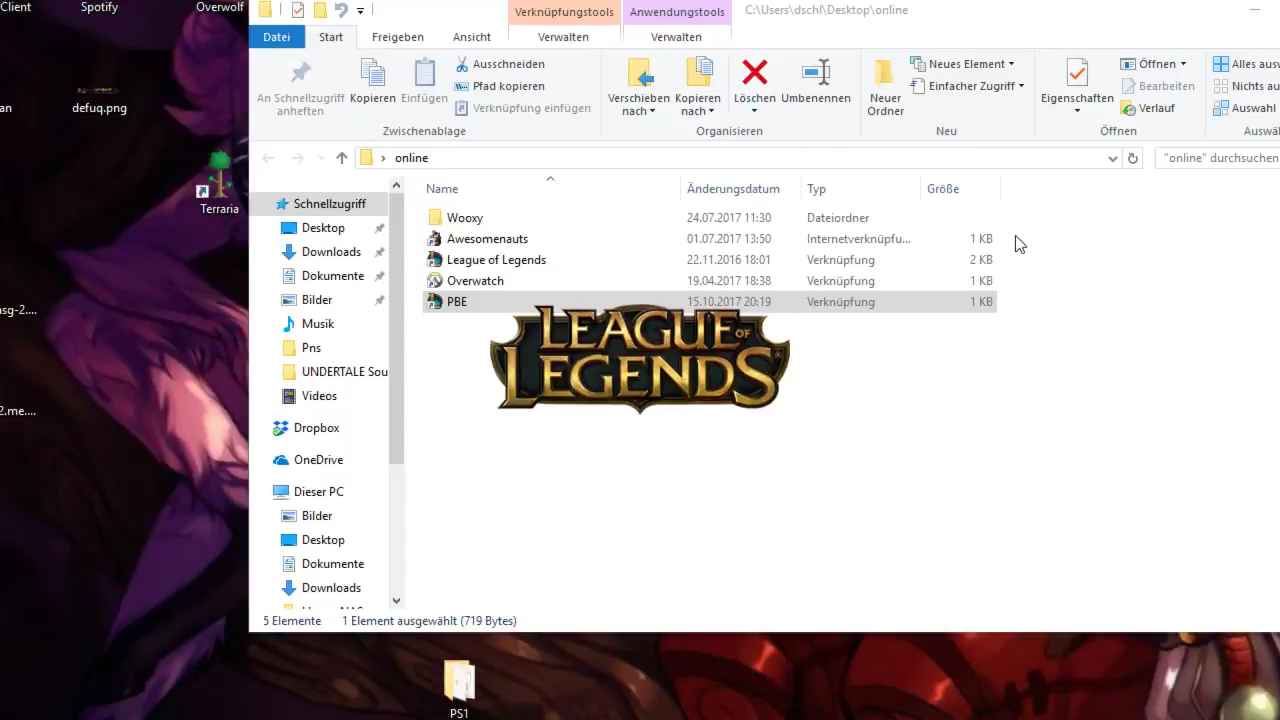 Client
Spotify
Overwolf
an
defuq.png
Terraria
sg-2....
2.me....
PS1
Verknüpfungstools
Anwendungstools
C:\Users\dschl\Desktop\online
Datei
Start
Freigeben
Ansicht
Verwalten
Verwalten
An Schnellzugriff
anheften
Kopieren
Einfügen
Ausschneiden
Pfad kopieren
Verknüpfung einfügen
Zwischenablage
Verschieben
nach
Kopieren
nach
Löschen
Umbenennen
Organisieren
Neuer
Ordner
Neues Element
Einfacher Zugriff
Neu
Eigenschaften
Öffnen
Bearbeiten
Verlauf
Öffnen
Alles ausw
Nichts au
Auswahl
Auswäl
online
"online" durchsuchen
Name
Änderungsdatum
Typ
Größe
Wooxy 24.07.2017 11:30 Dateiordner
Awesomenauts 01.07.2017 13:50 Internetverknüpfu... 1 KB
League of Legends 22.11.2016 18:01 Verknüpfung 2 KB
Overwatch 19.04.2017 18:38 Verknüpfung 1 KB
PBE 15.10.2017 20:19 Verknüpfung 1 KB
LEAGUE OF
LEGENDS
Schnellzugriff
Desktop
Downloads
Dokumente
Bilder
Musik
Pns
UNDERTALE Sou
Videos
Dropbox
OneDrive
Dieser PC
Bilder
Desktop
Dokumente
Downloads
5 Elemente
1 Element ausgewählt (719 Bytes)